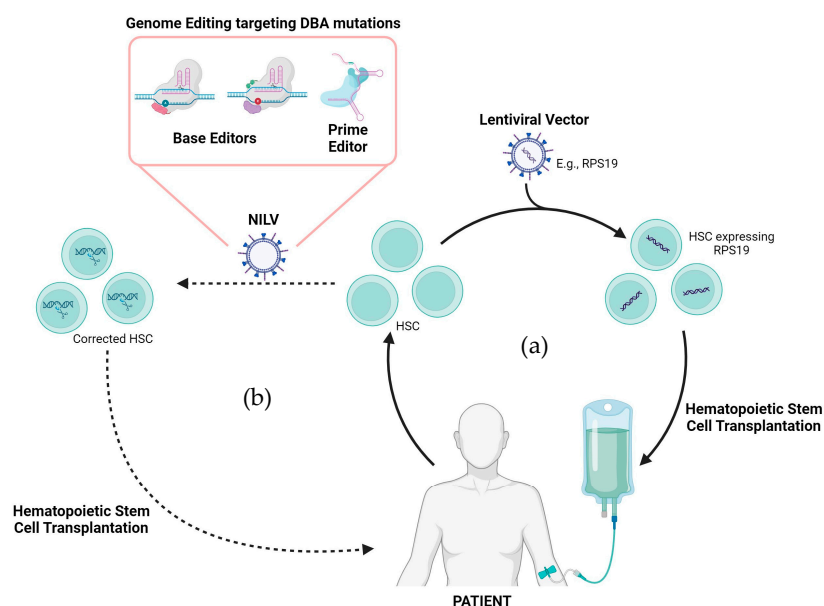 Genome Editing targeting DBA mutations
Base Editors
Prime
Editor
Lentiviral Vector
E.g., RPS19
NILV
HSC expressing
RPS19
HSC
Corrected HSC
(a)
(b)
Hematopoietic Stem
Cell Transplantation
Hematopoietic Stem
Cell Transplantation
PATIENT